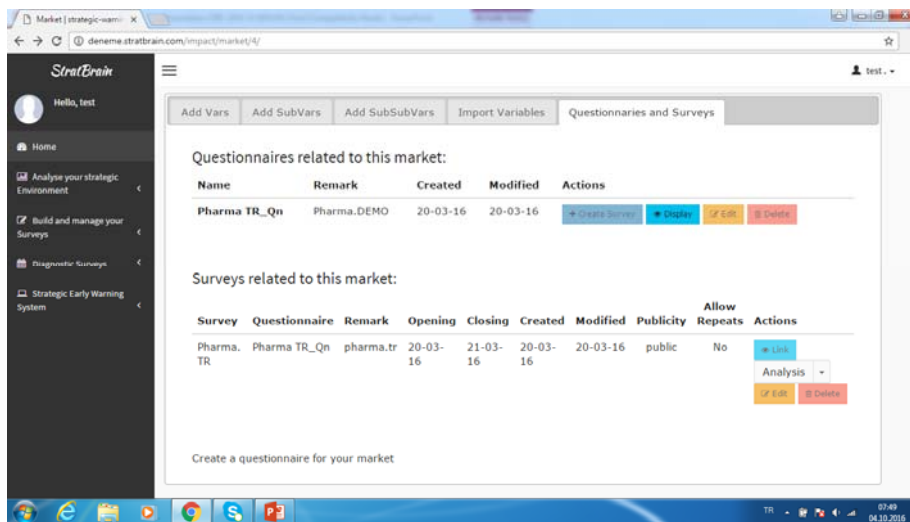 Market | strategic-warni
deneme.stratbrain.com/impact/market/4/
StratBrain
test.
Hello, test
Home
Analyse your strategic
Environment
Build and manage your
Surveys
Diagnostic Surveys
Strategic Early Warning
System
Add Vars Add SubVars Add SubSubVars Import Variables Questionnaries and Surveys
Questionnaires related to this market:
Name Remark Created Modified Actions
Pharma TR_Qn Pharma.DEMO 20-03-16 20-03-16 + Create Survey Display Edit Delete
Surveys related to this market:
Allow
Survey Questionnaire Remark Opening Closing Created Modified Publicity Repeats Actions
Pharma. Pharma TR_Qn pharma.tr 20-03- 21-03- 20-03- 20-03-16 public No Link
TR 16 16 16
Analysis
Edit Delete
Create a questionnaire for your market
TR 07:49
04.10.2016